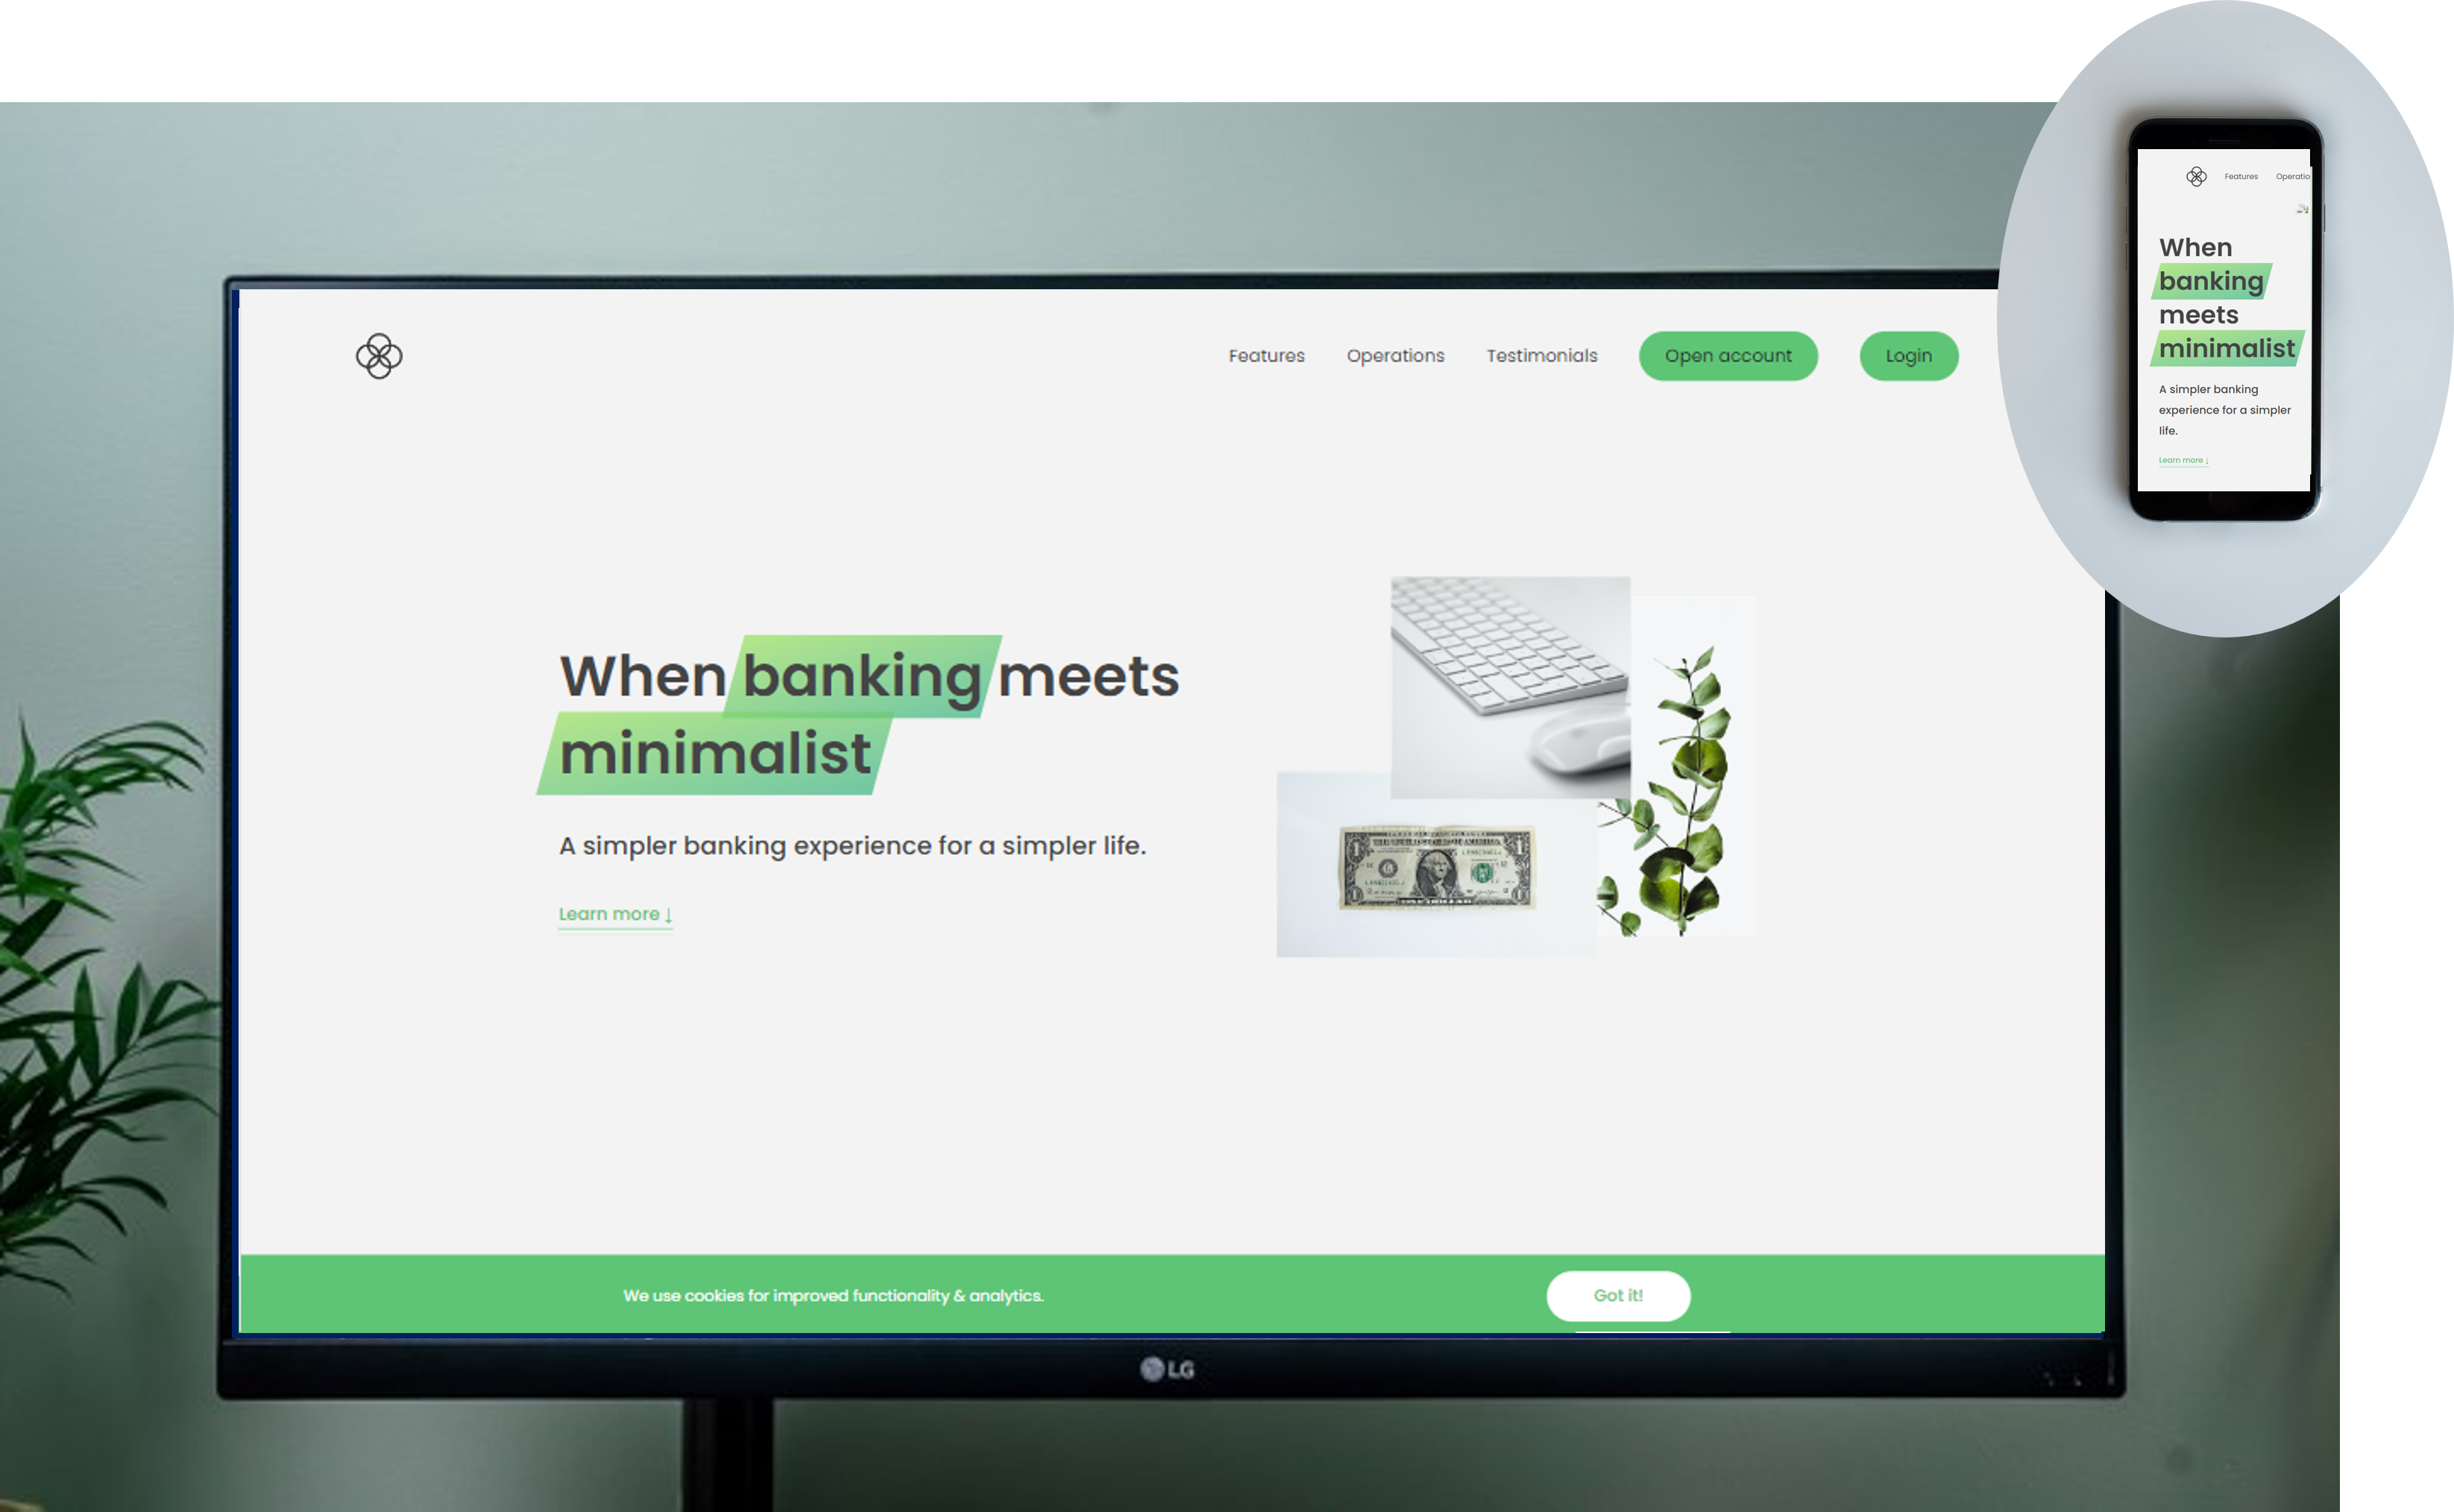 Features Operations Testimonials Open account Login
When banking meets
minimalist
A simpler banking experience for a simpler life.
Learn more ↓
We use cookies for improved functionality & analytics.
Got it!
LG
Features Operatio
When
banking
meets
minimalist
A simpler banking
experience for a simpler
life.
Learn more ↓